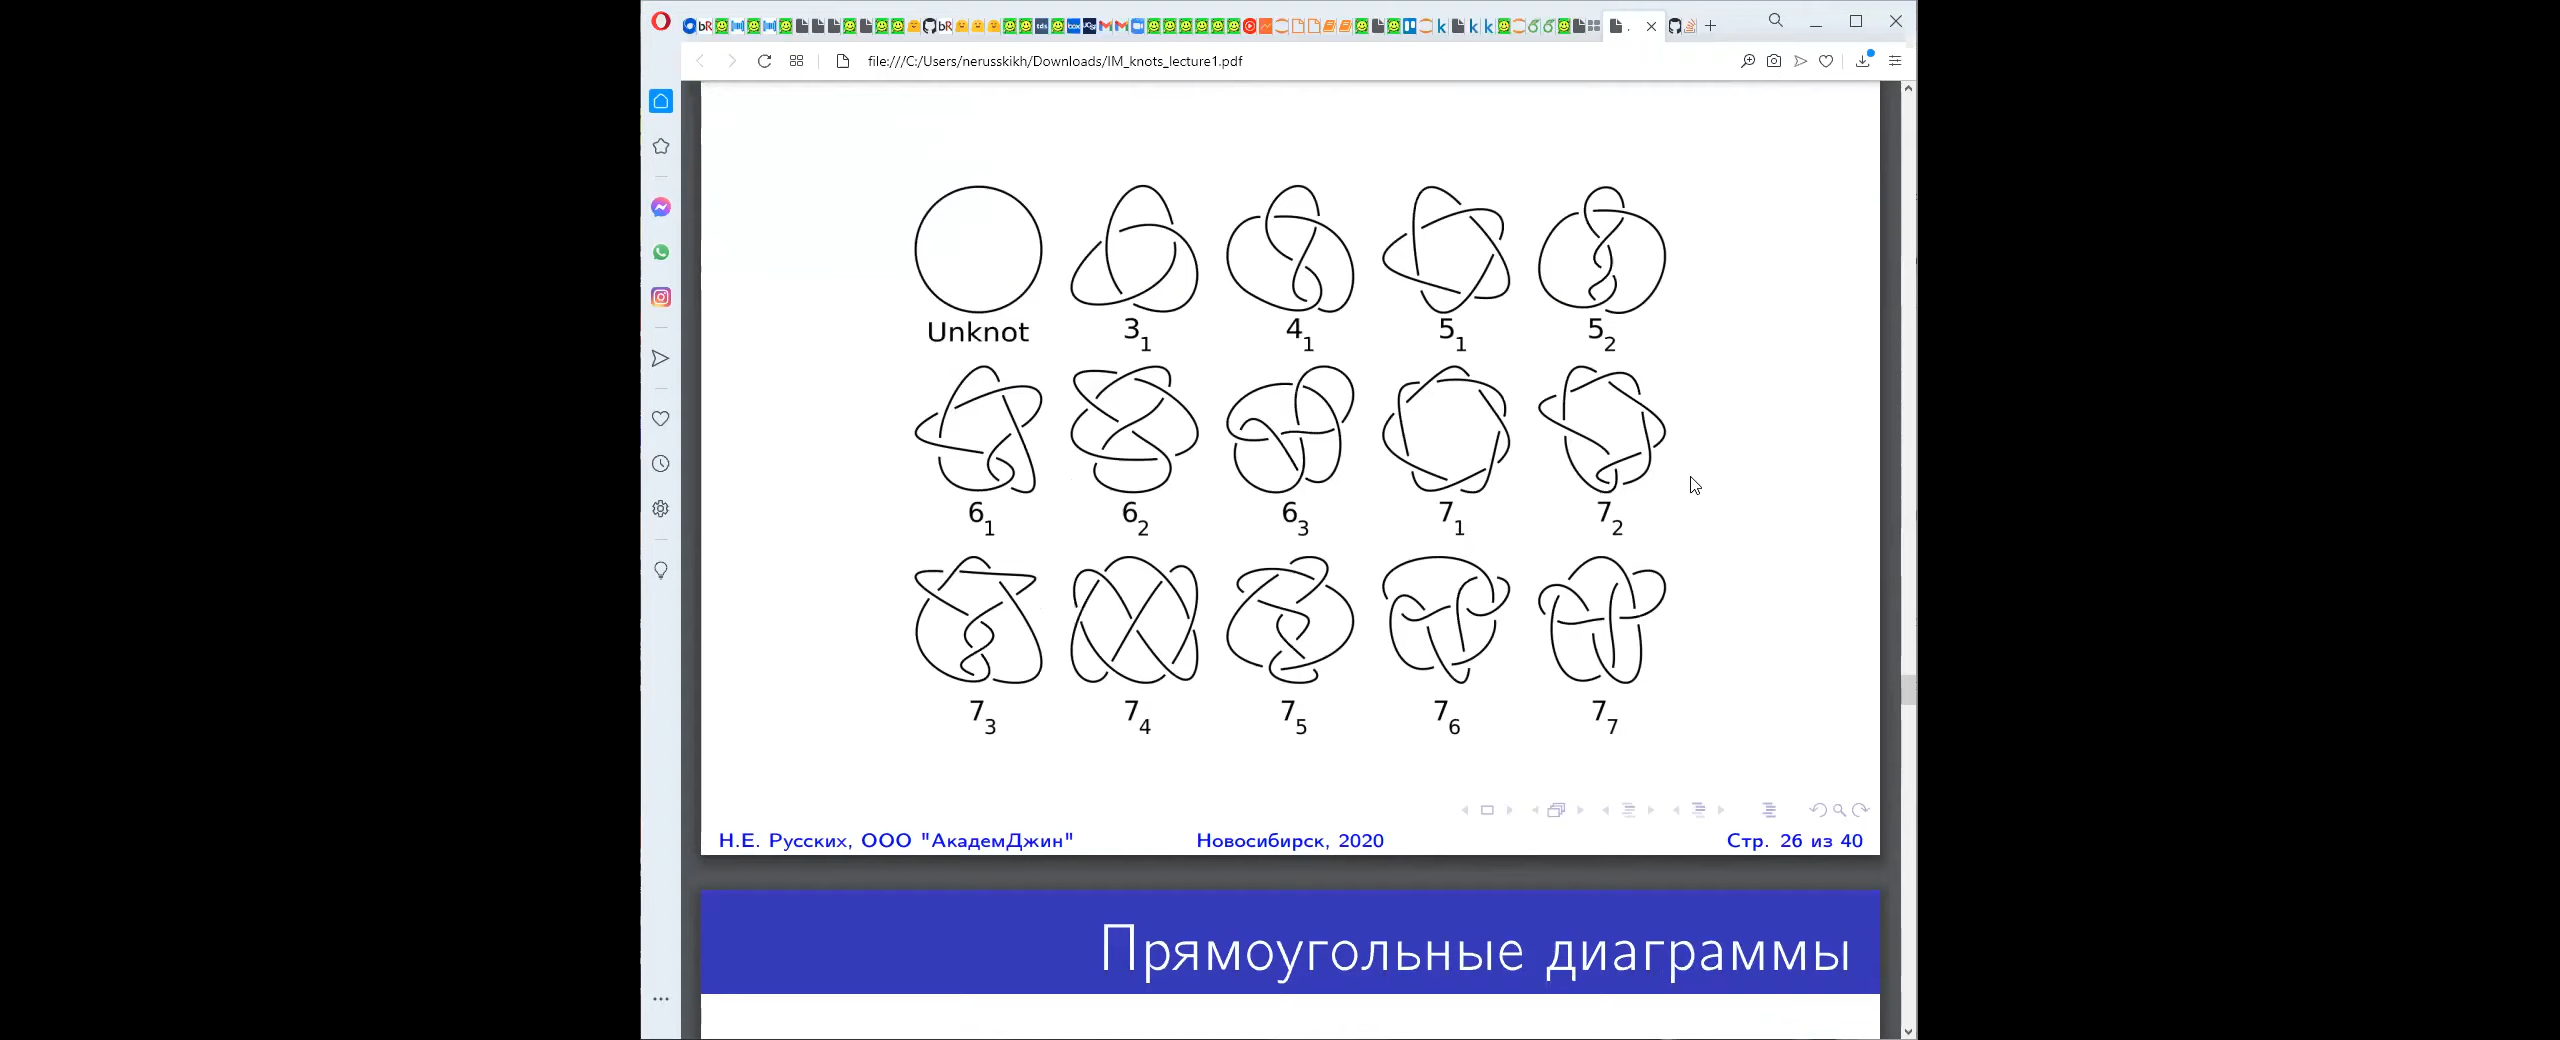 file:///C:/Users/nerusskikh/Downloads/IM_knots_lecture1.pdf
Unknot 3₁ 4₁ 5₁ 5₂
6₁ 6₂ 6₃ 7₁ 7₂
7₃ 7₄ 7₅ 7₆ 7₇
Н.Е. Русских, ООО "АкадемДжин" Новосибирск, 2020 Стр. 26 из 40
Прямоугольные диаграммы